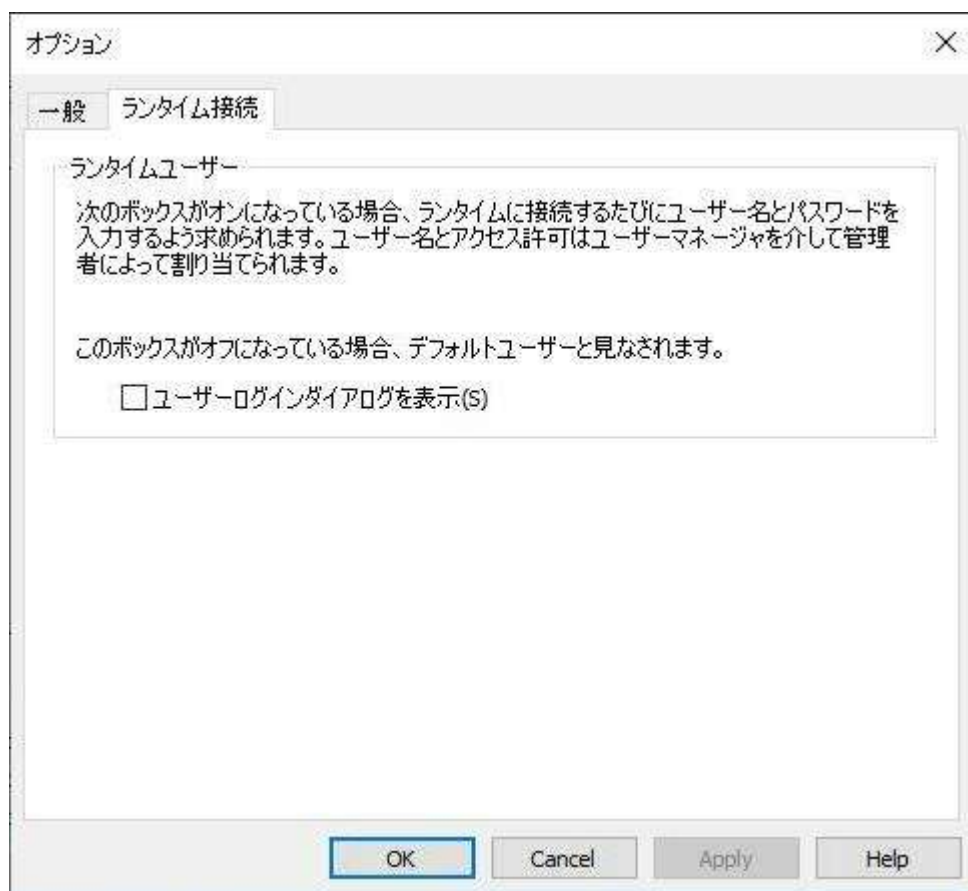 オプション
一般 ランタイム接続
ランタイムユーザー
次のボックスがオンになっている場合、ランタイムに接続するたびにユーザー名とパスワードを
入力するよう求められます。ユーザー名とアクセス許可はユーザーマネージャを介して管理
者によって割り当てられます。
このボックスがオフになっている場合、デフォルトユーザーと見なされます。
ユーザーログインダイアログを表示(S)
OK Cancel Apply Help